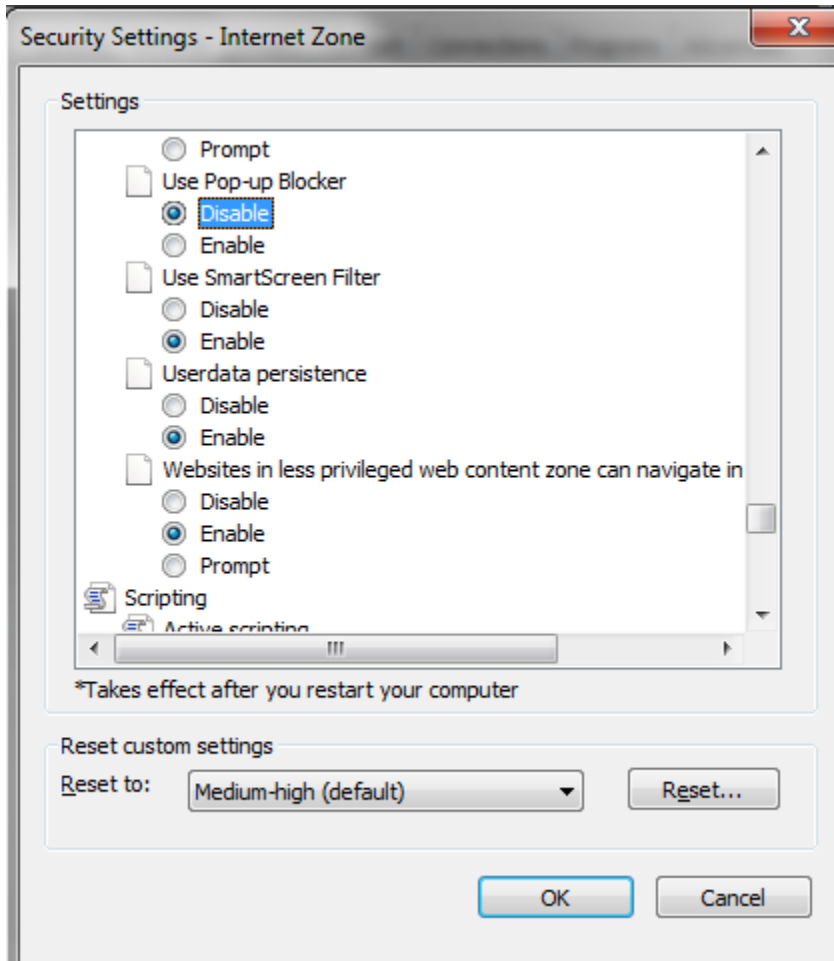 Security Settings - Internet Zone
Settings
Prompt
Use Pop-up Blocker
Disable
Enable
Use SmartScreen Filter
Disable
Enable
Userdata persistence
Disable
Enable
Websites in less privileged web content zone can navigate in
Disable
Enable
Prompt
Scripting
Active scripting
*Takes effect after you restart your computer
Reset custom settings
Reset to: Medium-high (default) Reset...
OK Cancel